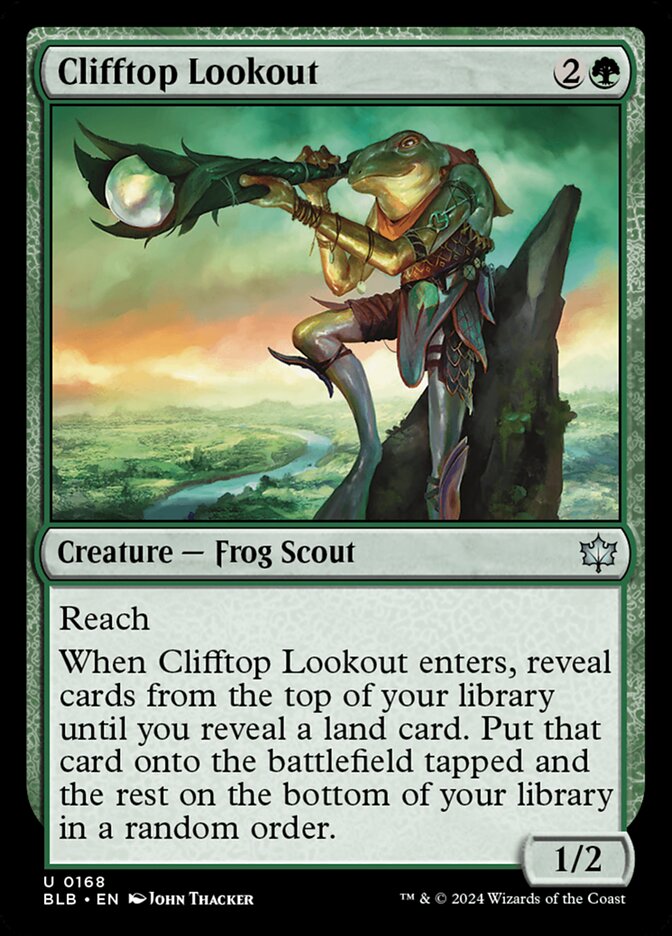 Clifftop Lookout 2
Creature — Frog Scout
Reach
When Clifftop Lookout enters, reveal
cards from the top of your library
until you reveal a land card. Put that
card onto the battlefield tapped and
the rest on the bottom of your library
in a random order.
1/2
U 0168
BLB • EN John Thacker
™ & © 2024 Wizards of the Coast